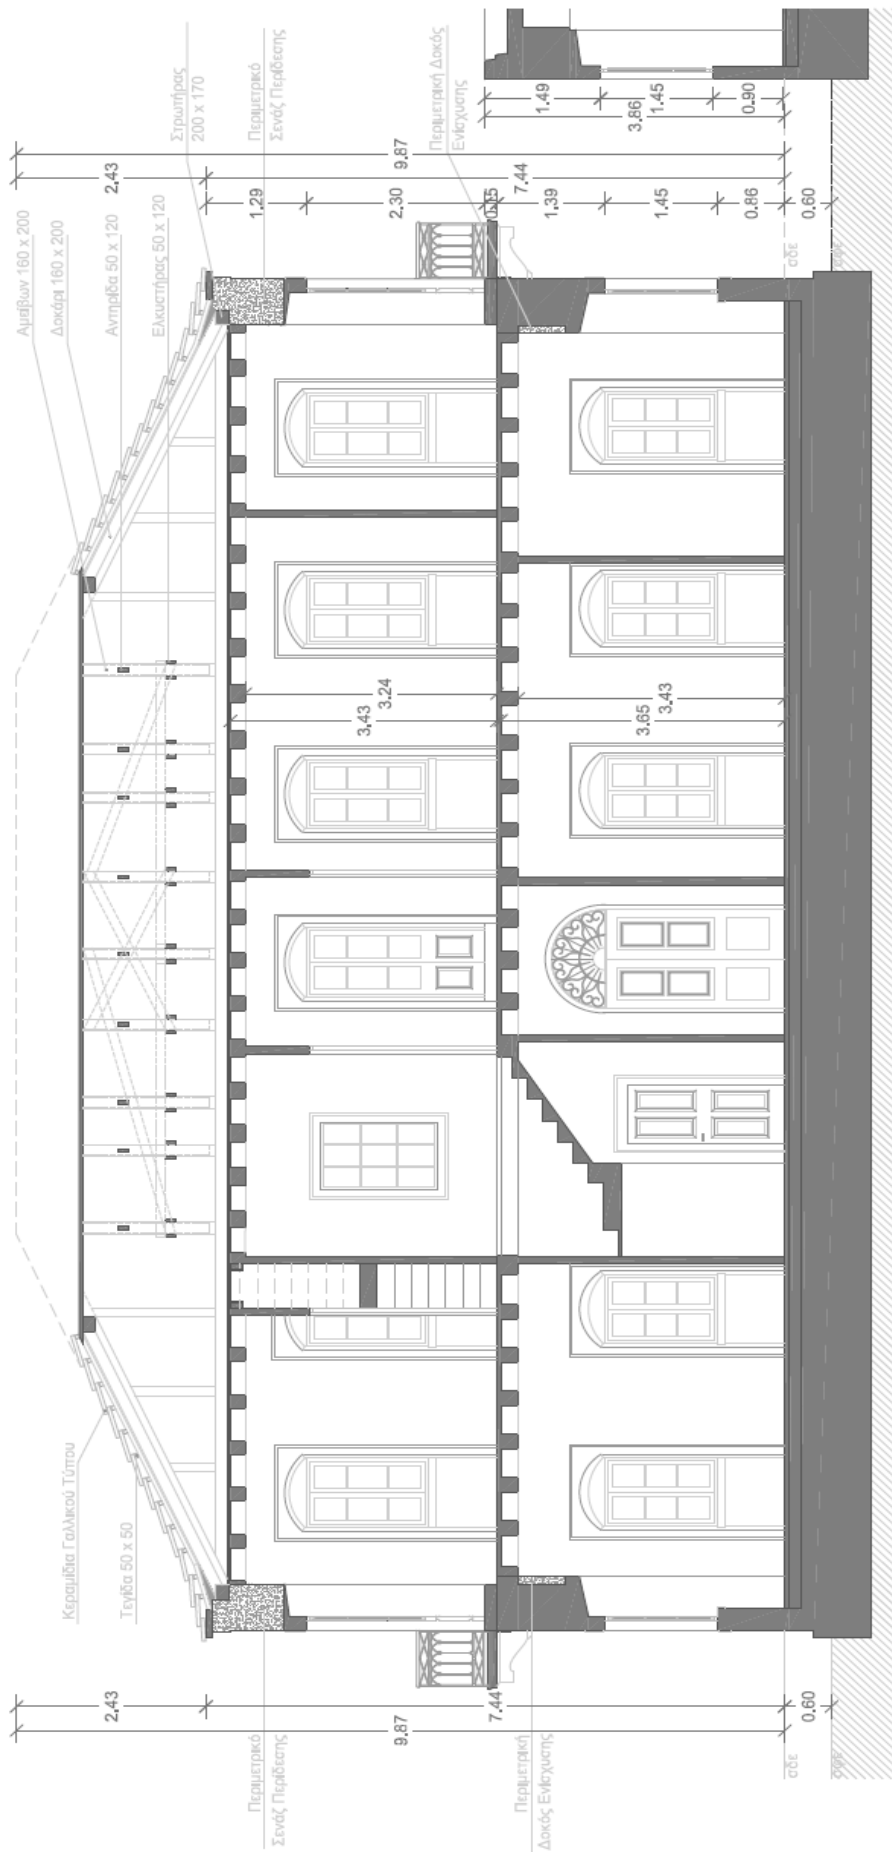 Αμείβων 160 x 200
Δοκάρι 160 x 200
Αντηρίδα 50 x 120
Ελκυστήρας 50 x 120
Στρωτήρας
200 x 170
Περιμετρικό
Σενάζ Περίδεσης
Περιμετρική Δοκός
Ενίσχυσης
2.43
9.87
7.44
1.29
2.30
0.15
1.39
1.45
0.86
0.60
1.49
1.45
0.90
3.86
σδε
σφε
3.43
3.24
3.65
3.43
Κεραμίδια Γαλλικού Τύπου
Τεγίδα 50 x 50
2.43
9.87
7.44
0.60
Περιμετρικό
Σενάζ Περίδεσης
Περιμετρική
Δοκός Ενίσχυσης
σδε
σφε